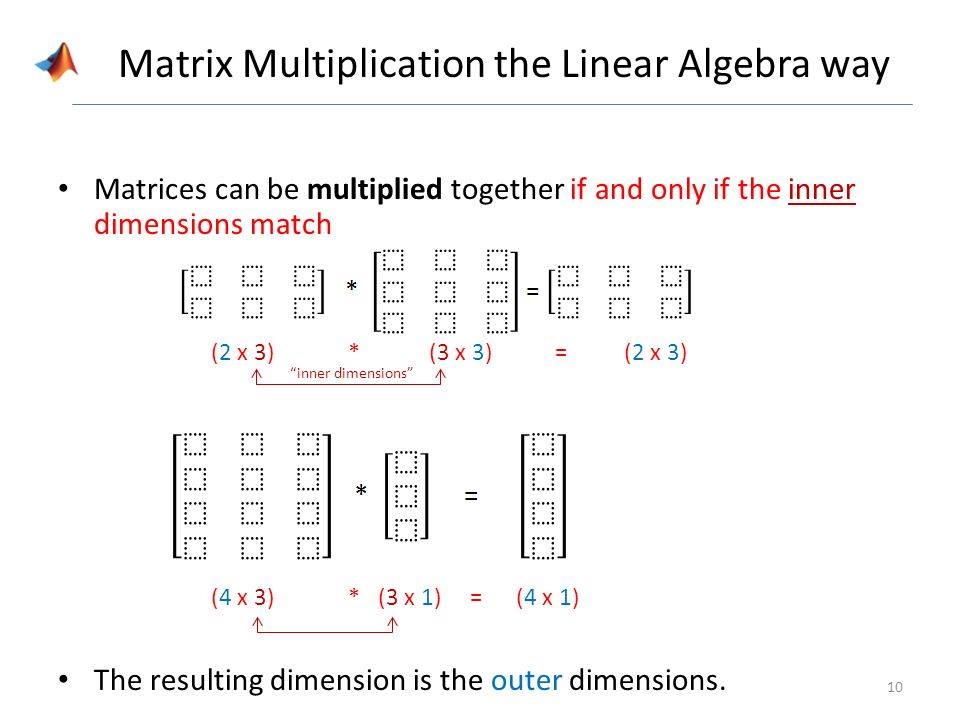 Matrix Multiplication the Linear Algebra way
• Matrices can be multiplied together if and only if the inner
dimensions match
* =
(2 x 3) * (3 x 3) = (2 x 3)
“inner dimensions”
* =
(4 x 3) * (3 x 1) = (4 x 1)
• The resulting dimension is the outer dimensions.
10